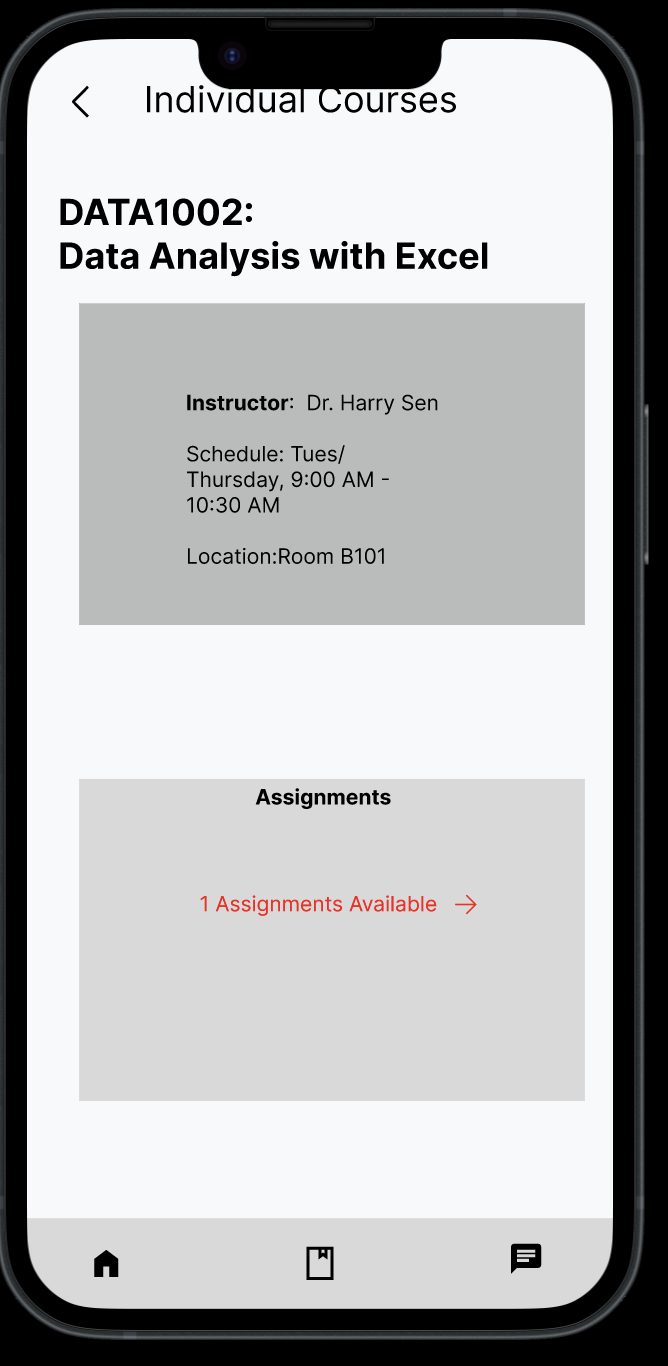 Individual Courses
DATA1002:
Data Analysis with Excel
Instructor:  Dr. Harry Sen
Schedule: Tues/
Thursday, 9:00 AM -
10:30 AM
Location:Room B101
Assignments
1 Assignments Available